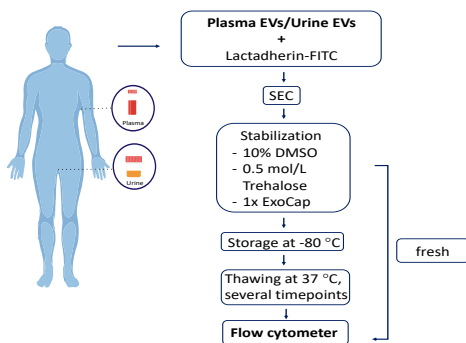 Plasma EVs/Urine EVs
+
Lactadherin-FITC
SEC
Plasma
Urine
Stabilization
- 10% DMSO
- 0.5 mol/L
Trehalose
- 1x ExoCap
Storage at -80 °C
fresh
Thawing at 37 °C,
several timepoints
Flow cytometer